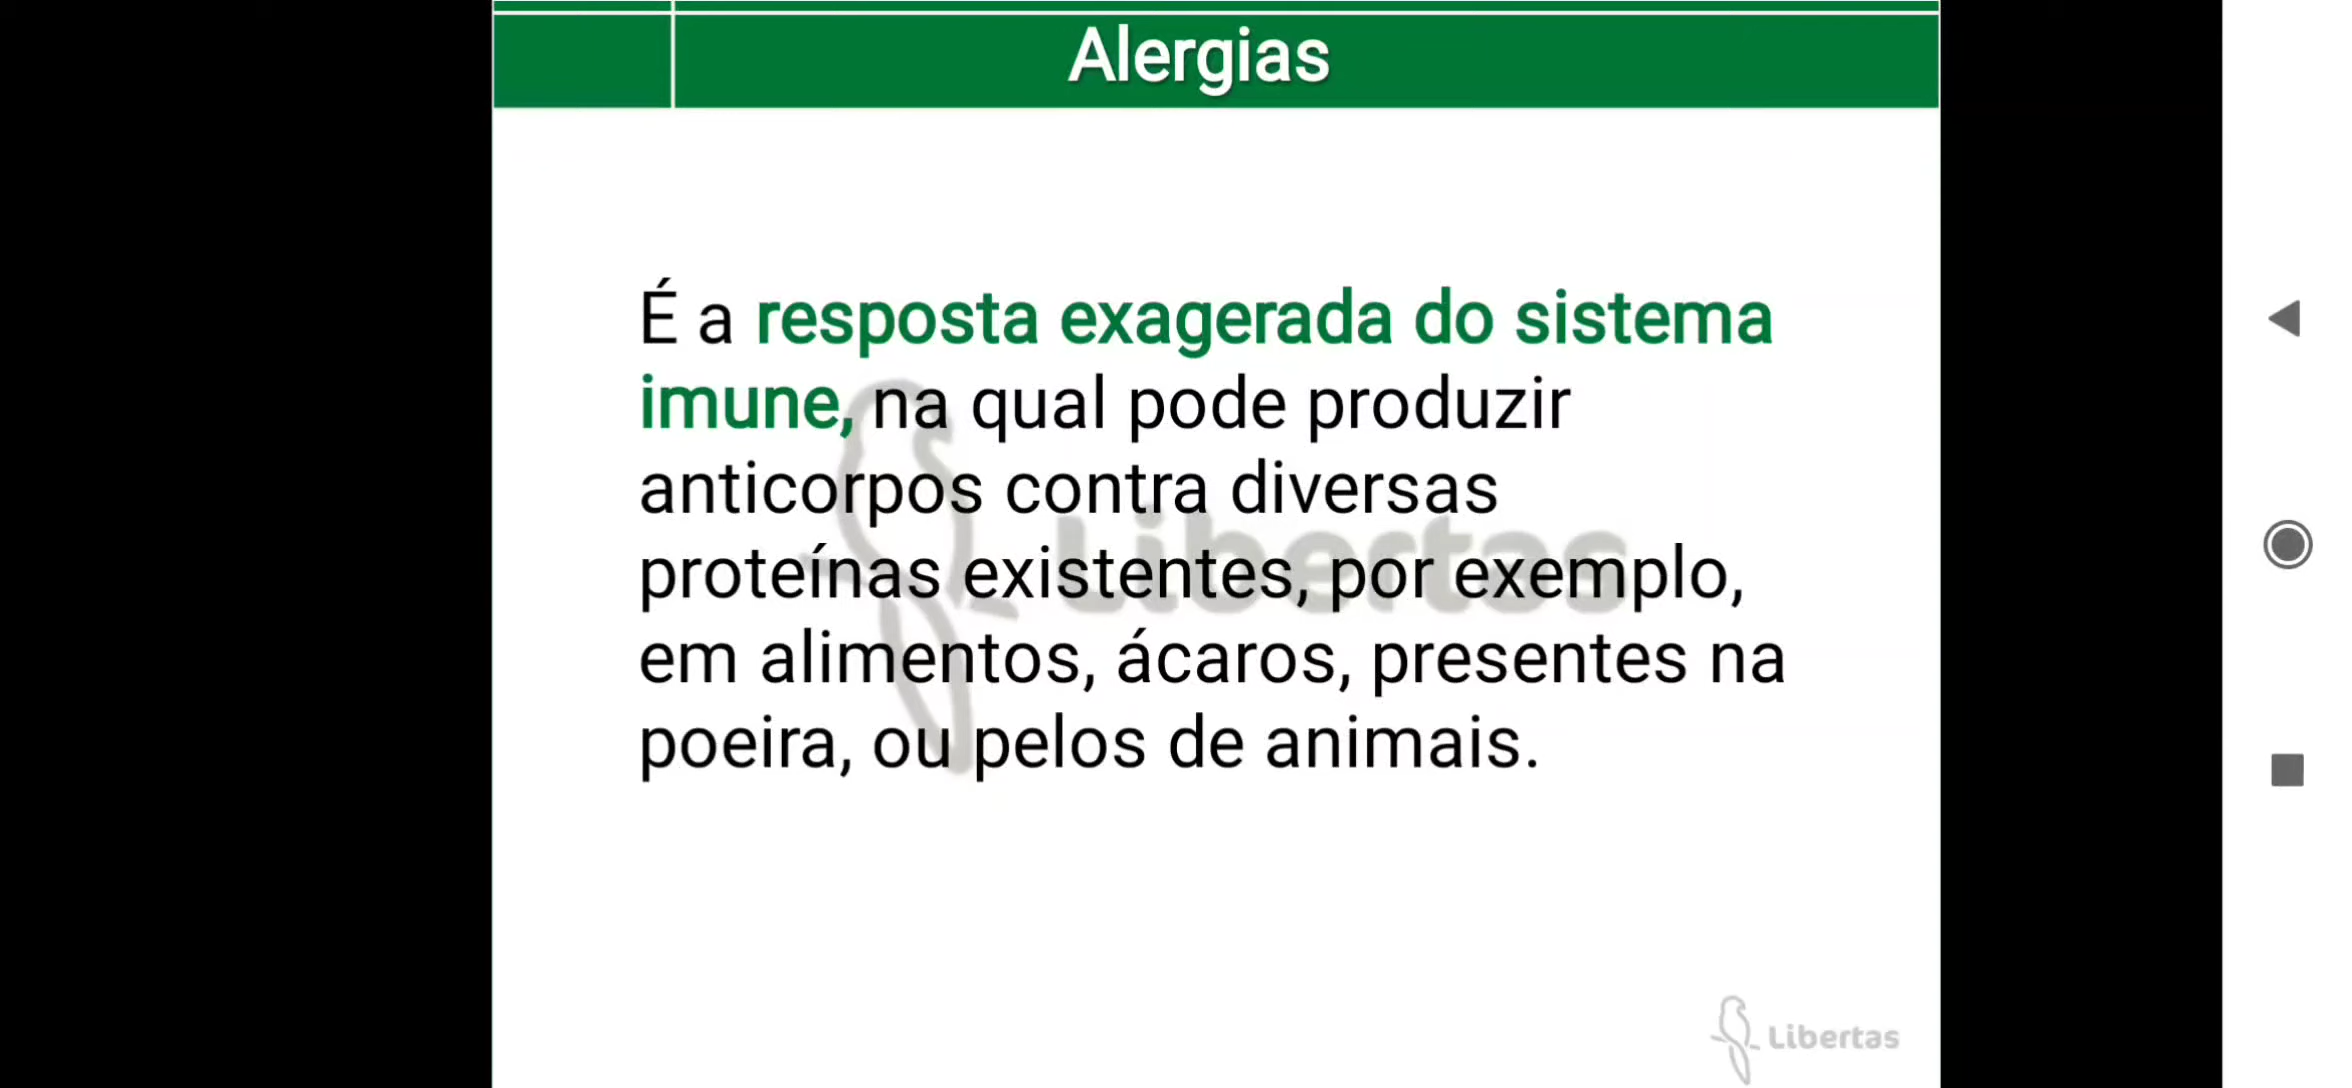 Alergias
É a resposta exagerada do sistema
imune, na qual pode produzir
anticorpos contra diversas
proteínas existentes, por exemplo,
em alimentos, ácaros, presentes na
poeira, ou pelos de animais.
Libertas
Libertas